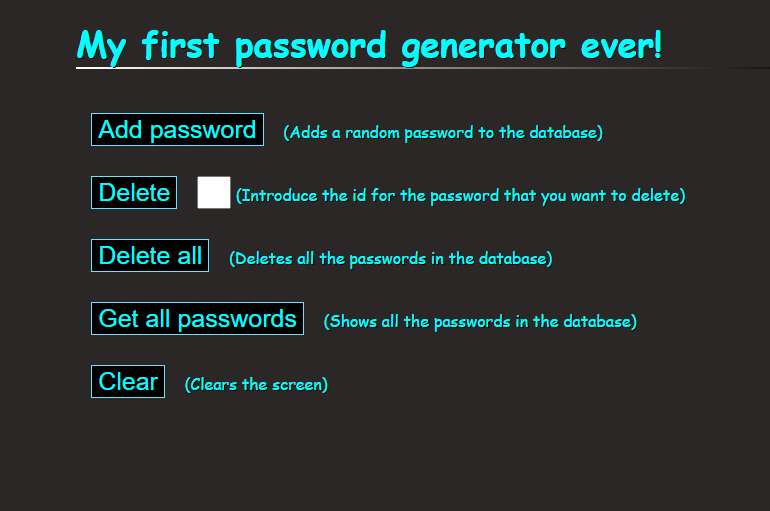 My first password generator ever!
Add password (Adds a random password to the database)
Delete (Introduce the id for the password that you want to delete)
Delete all (Deletes all the passwords in the database)
Get all passwords (Shows all the passwords in the database)
Clear (Clears the screen)